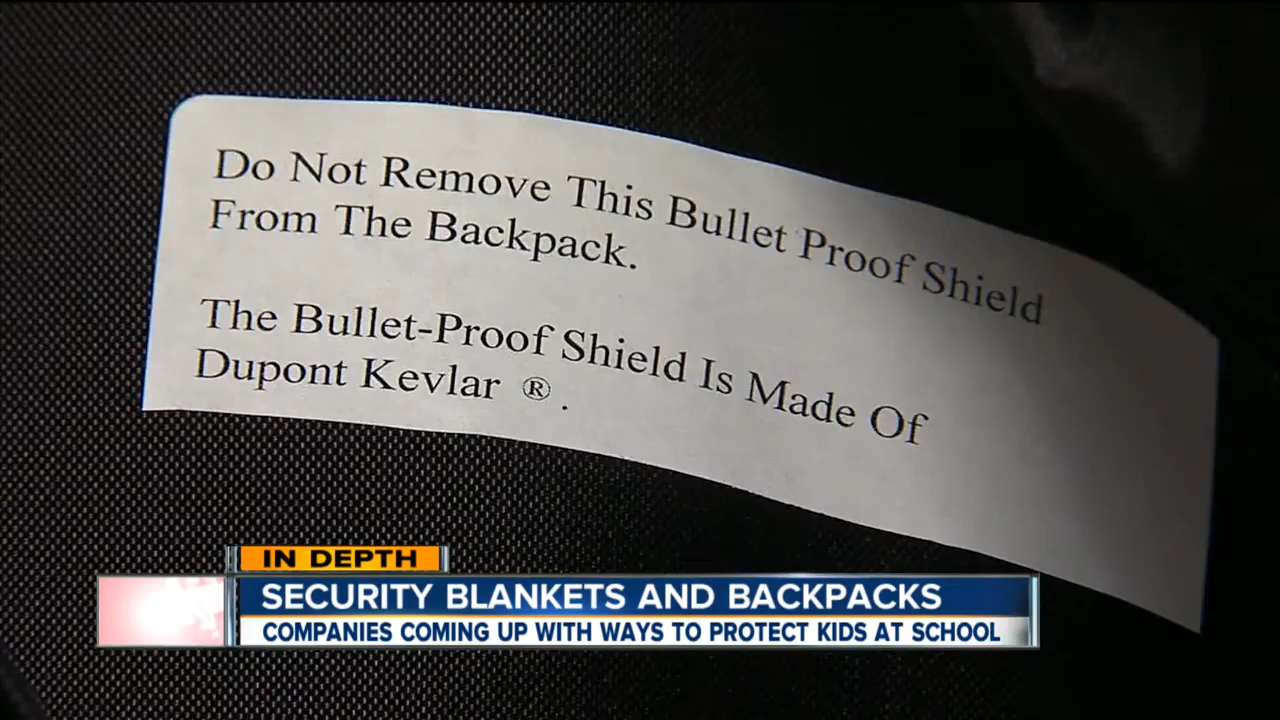 Do Not Remove This Bullet Proof Shield
From The Backpack.
The Bullet-Proof Shield Is Made Of
Dupont Kevlar ® .
IN DEPTH
SECURITY BLANKETS AND BACKPACKS
COMPANIES COMING UP WITH WAYS TO PROTECT KIDS AT SCHOOL